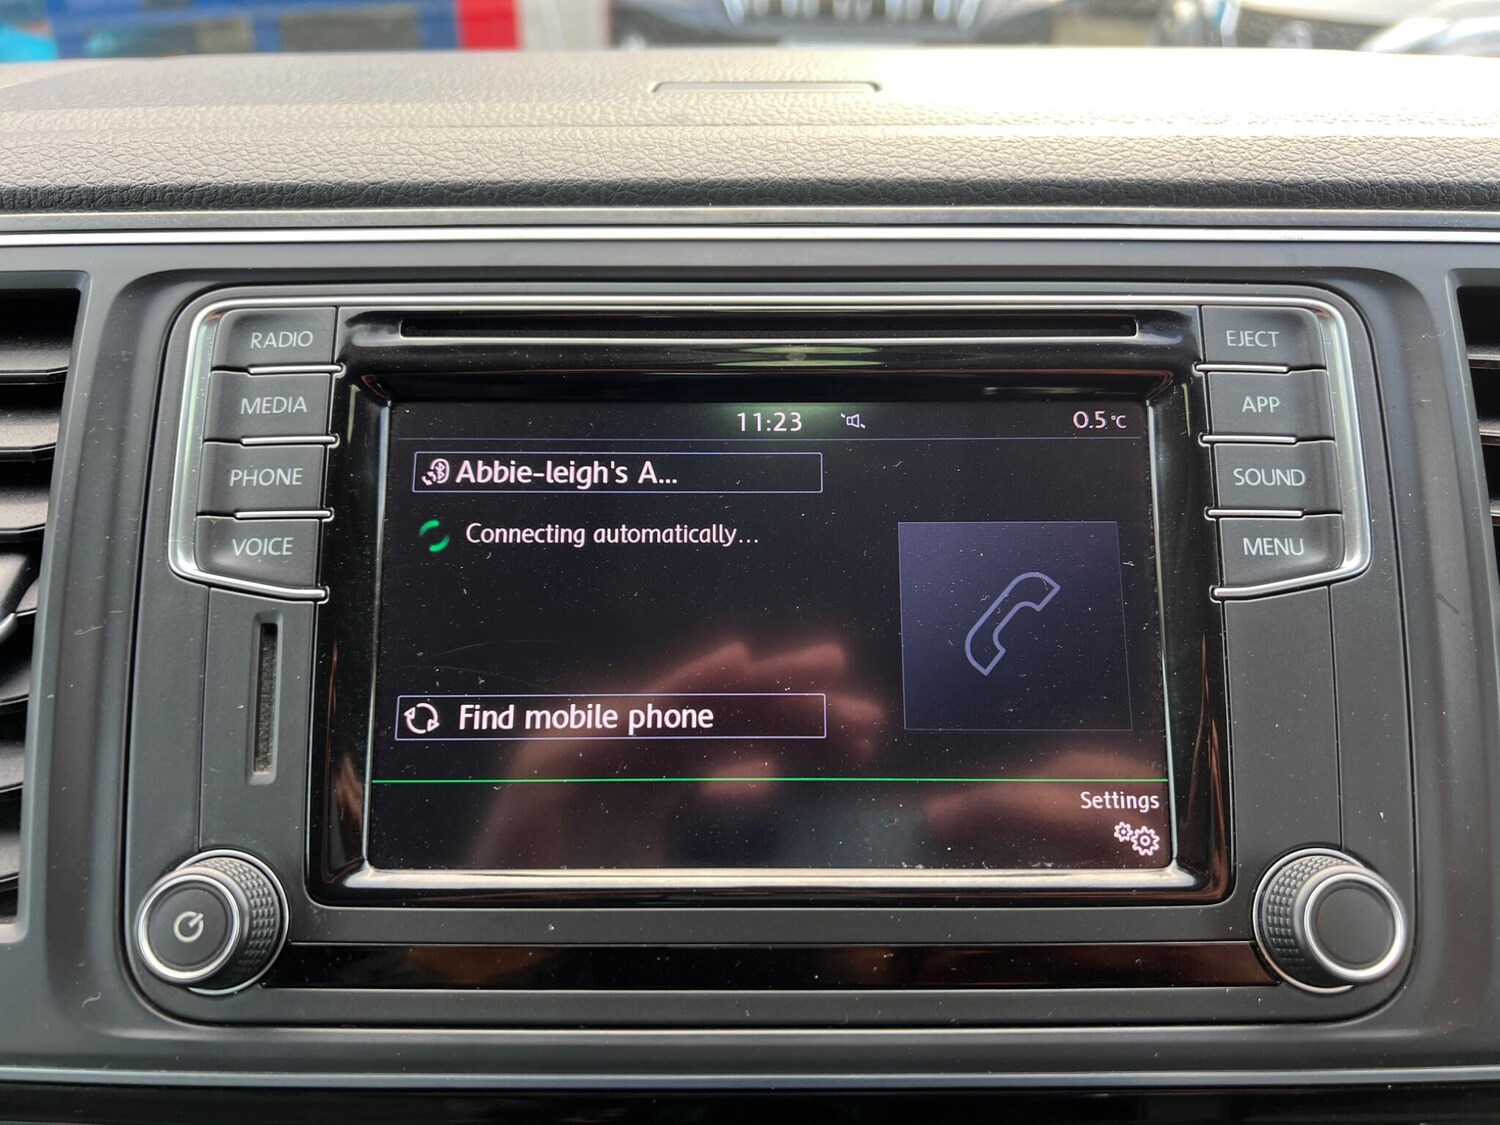 RADIO
MEDIA
PHONE
VOICE
EJECT
APP
SOUND
MENU
11:23
0.5°C
Abbie-leigh's A...
Connecting automatically...
Find mobile phone
Settings